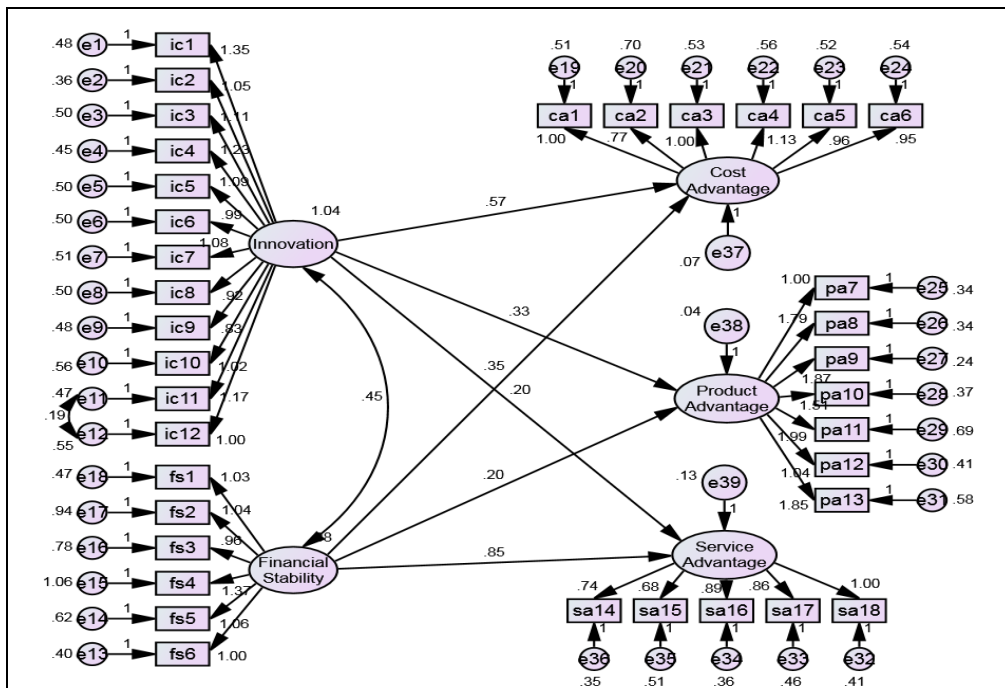 .48 e1 1 ic1 1.35
.36 e2 1 ic2 1.05
.50 e3 1 ic3 1.11
.45 e4 1 ic4 1.23
.50 e5 1 ic5 1.09
.50 e6 1 ic6 .99
.51 e7 1 ic7 1.08
.50 e8 1 ic8 .92
.48 e9 1 ic9 .83
.56 e10 1 ic10 1.02
.47 e11 1 ic11 1.17
.19
.55 e12 1 ic12 1.00
1.04
Innovation
.47 e18 1 fs1 1.03
.94 e17 1 fs2 1.04
.78 e16 1 fs3 .96
1.06 e15 1 fs4 1.37
.62 e14 1 fs5 1.06
.40 e13 1 fs6 1.00
Financial
Stability
.45
.57
.33
.35
.20
.20
.85
.51 .70 .53 .56 .52 .54
e19 e20 e21 e22 e23 e24
1 1 1 1 1 1
ca1 ca2 ca3 ca4 ca5 ca6
1.00 .77 1.00 1.13 .96 .95
Cost
Advantage
1
.07 e37
.04 e38
1
Product
Advantage
1.00 pa7 1 e25 .34
1.79 pa8 1 e26 .34
1.87 pa9 1 e27 .24
1.51 pa10 1 e28 .37
1.99 pa11 1 e29 .69
1.04 pa12 1 e30 .41
1.85 pa13 1 e31 .58
.13 e39
1
Service
Advantage
.74 .68 .89 .86 1.00
sa14 sa15 sa16 sa17 sa18
1 1 1 1 1
e36 e35 e34 e33 e32
.35 .51 .36 .46 .41